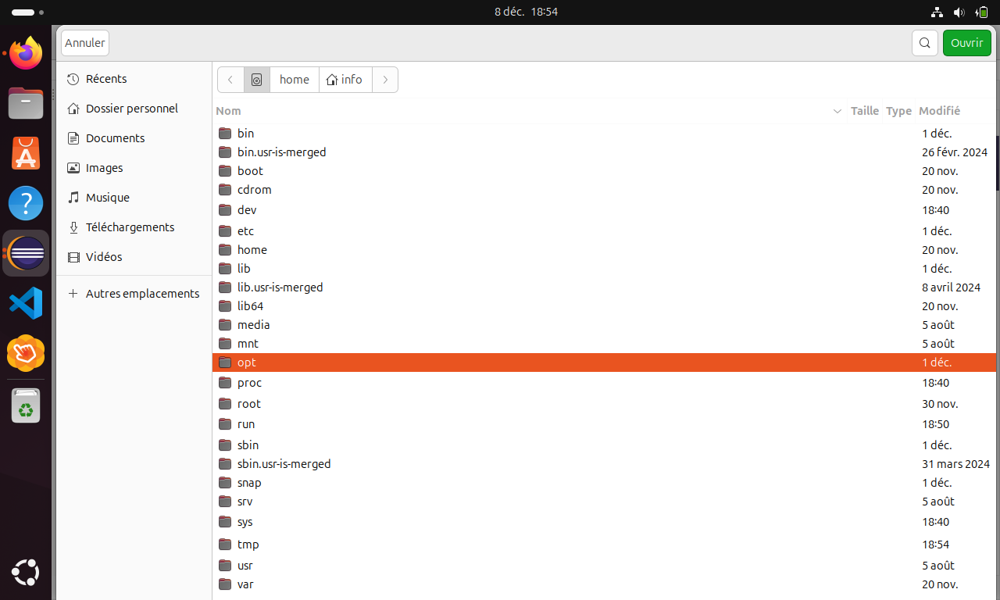 8 déc. 18:54
Annuler
Ouvrir
Récents
Dossier personnel
Documents
Images
Musique
Téléchargements
Vidéos
Autres emplacements
home info
Nom Taille Type Modifié
bin 1 déc.
bin.usr-is-merged 26 févr. 2024
boot 20 nov.
cdrom 20 nov.
dev 18:40
etc 1 déc.
home 20 nov.
lib 1 déc.
lib.usr-is-merged 8 avril 2024
lib64 20 nov.
media 5 août
mnt 5 août
opt 1 déc.
proc 18:40
root 30 nov.
run 18:50
sbin 1 déc.
sbin.usr-is-merged 31 mars 2024
snap 1 déc.
srv 5 août
sys 18:40
tmp 18:54
usr 5 août
var 20 nov.